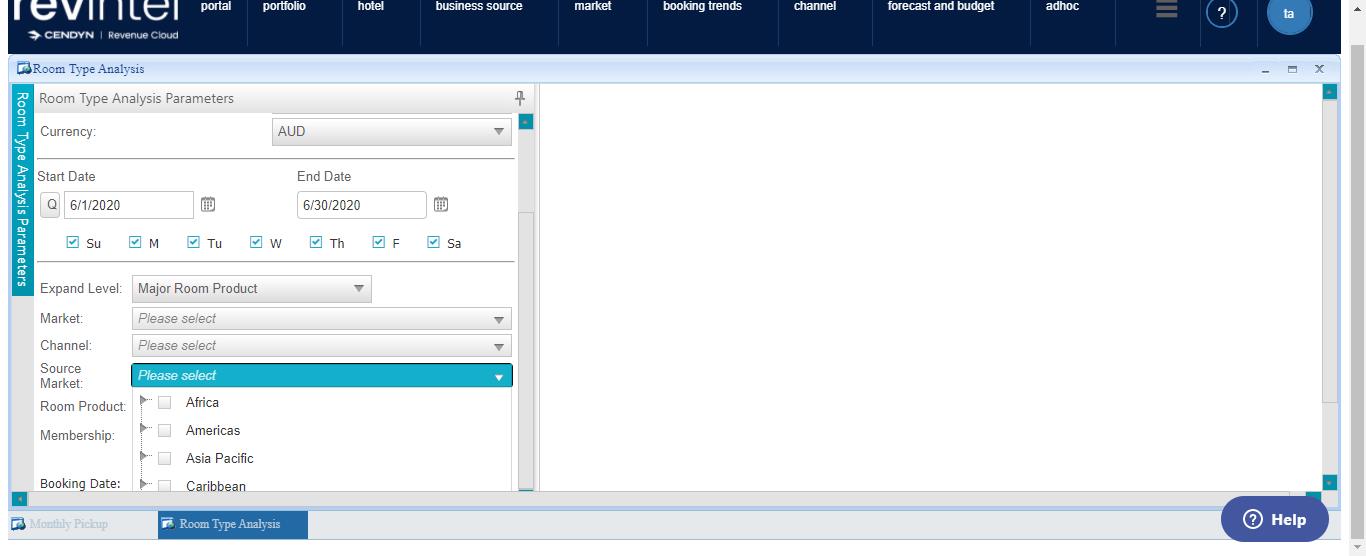 revintel
CENDYN | Revenue Cloud
portal
portfolio
hotel
business source
market
booking trends
channel
forecast and budget
adhoc
?
ta
Room Type Analysis
Room Type Analysis Parameters
Room Type Analysis Parameters
Currency:
AUD
Start Date
End Date
Q
6/1/2020
6/30/2020
Su
M
Tu
W
Th
F
Sa
Expand Level:
Major Room Product
Market:
Please select
Channel:
Please select
Source
Market:
Please select
Africa
Room Product:
Americas
Membership:
Asia Pacific
Booking Date:
Caribbean
Monthly Pickup
Room Type Analysis
? Help